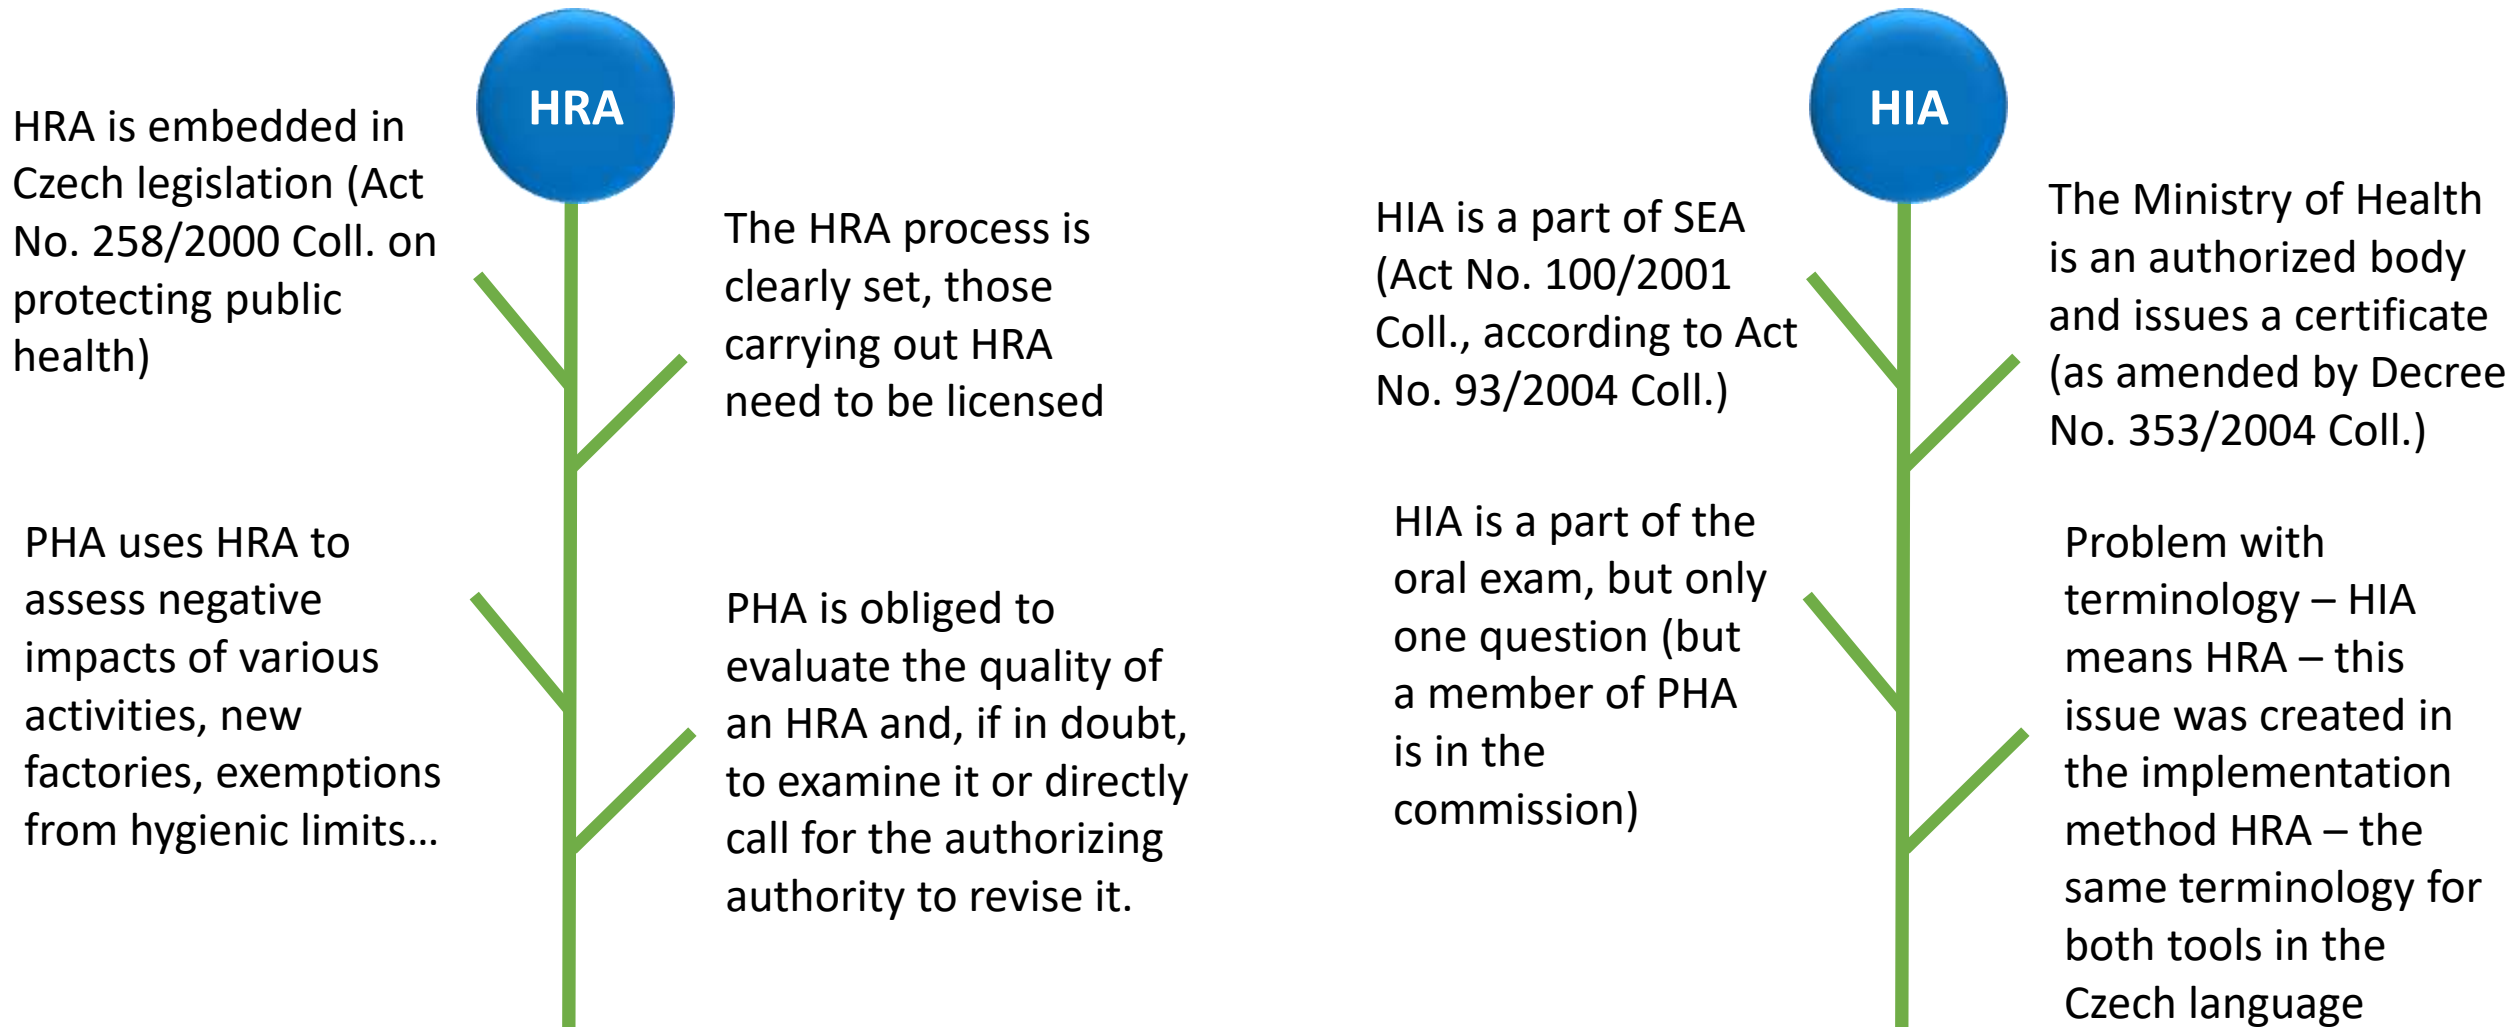 HRA
HRA is embedded in
Czech legislation (Act
No. 258/2000 Coll. on
protecting public
health)
The HRA process is
clearly set, those
carrying out HRA
need to be licensed
PHA uses HRA to
assess negative
impacts of various
activities, new
factories, exemptions
from hygienic limits…
PHA is obliged to
evaluate the quality of
an HRA and, if in doubt,
to examine it or directly
call for the authorizing
authority to revise it.
HIA
HIA is a part of SEA
(Act No. 100/2001
Coll., according to Act
No. 93/2004 Coll.)
The Ministry of Health
is an authorized body
and issues a certificate
(as amended by Decree
No. 353/2004 Coll.)
HIA is a part of the
oral exam, but only
one question (but
a member of PHA
is in the
commission)
Problem with
terminology – HIA
means HRA – this
issue was created in
the implementation
method HRA – the
same terminology for
both tools in the
Czech language